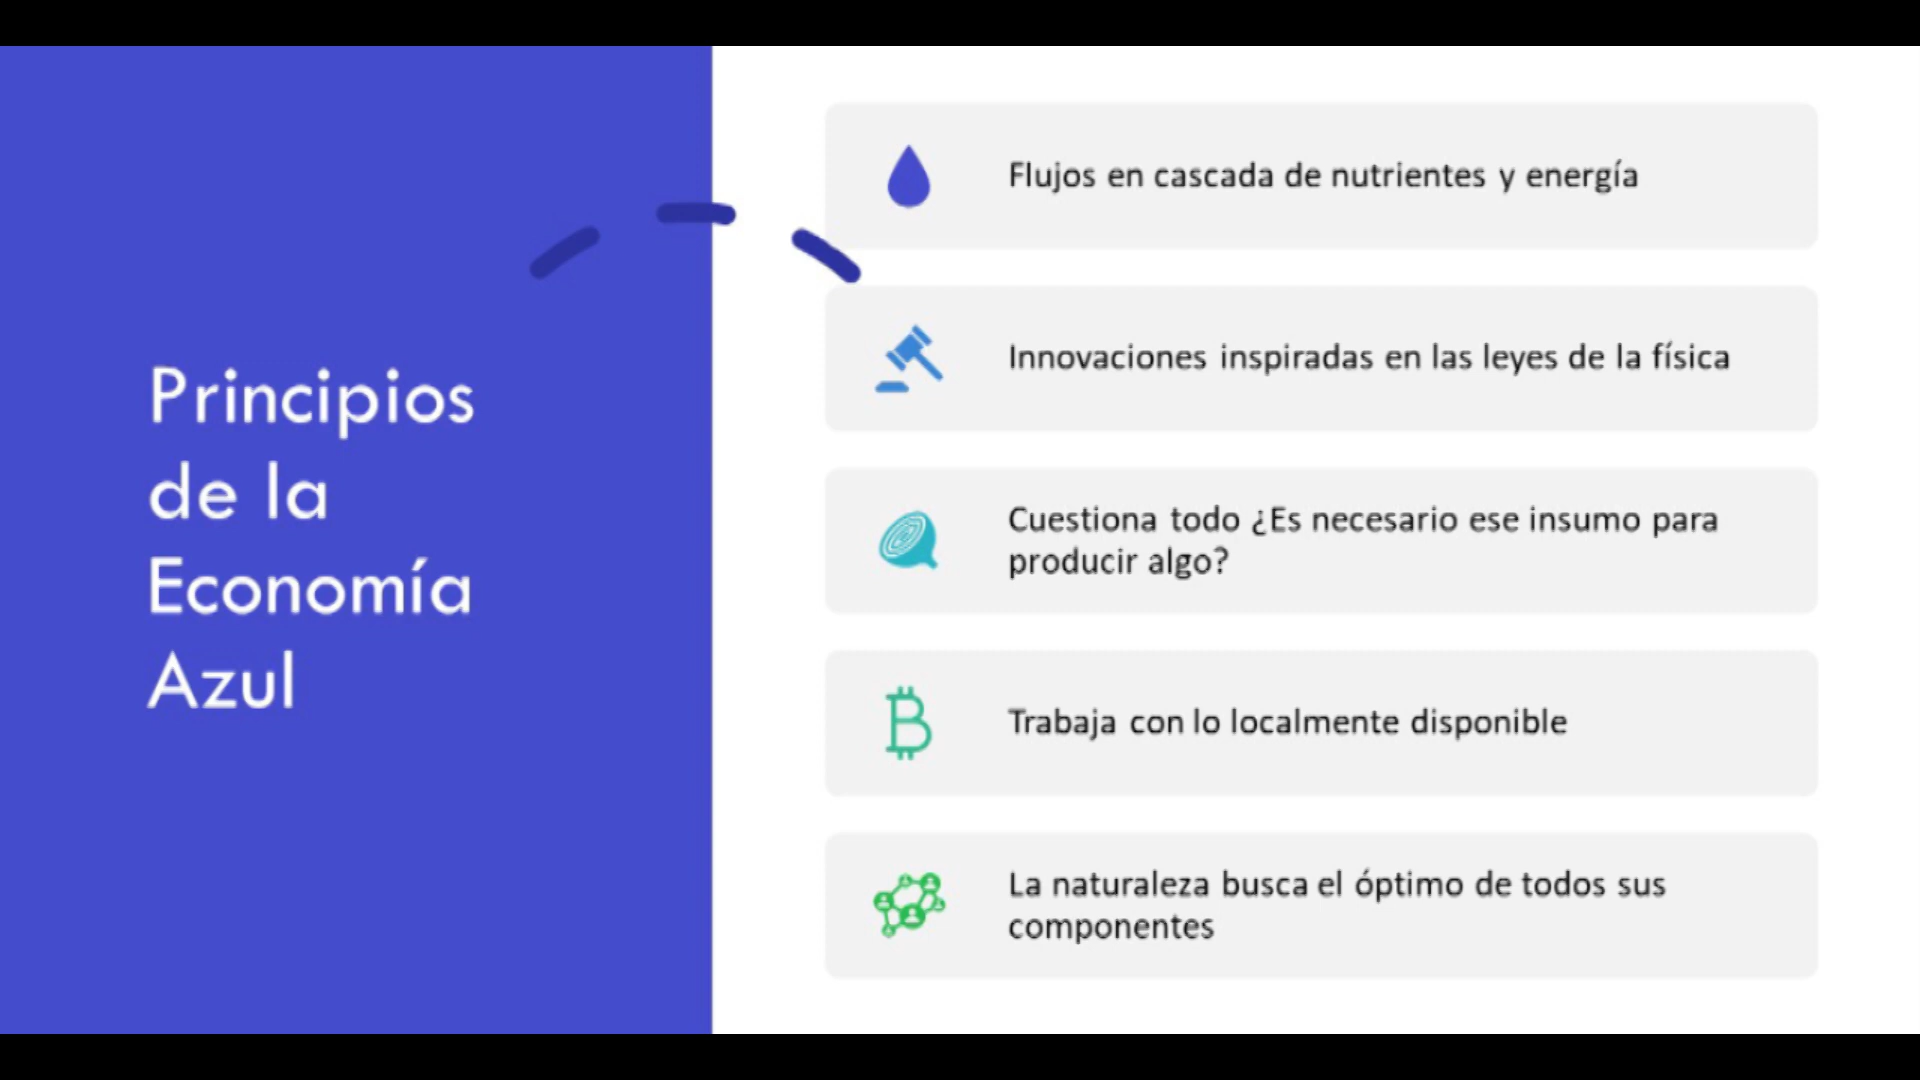 Principios
de la
Economía
Azul
Flujos en cascada de nutrientes y energía
Innovaciones inspiradas en las leyes de la física
Cuestiona todo ¿Es necesario ese insumo para
producir algo?
Trabaja con lo localmente disponible
La naturaleza busca el óptimo de todos sus
componentes